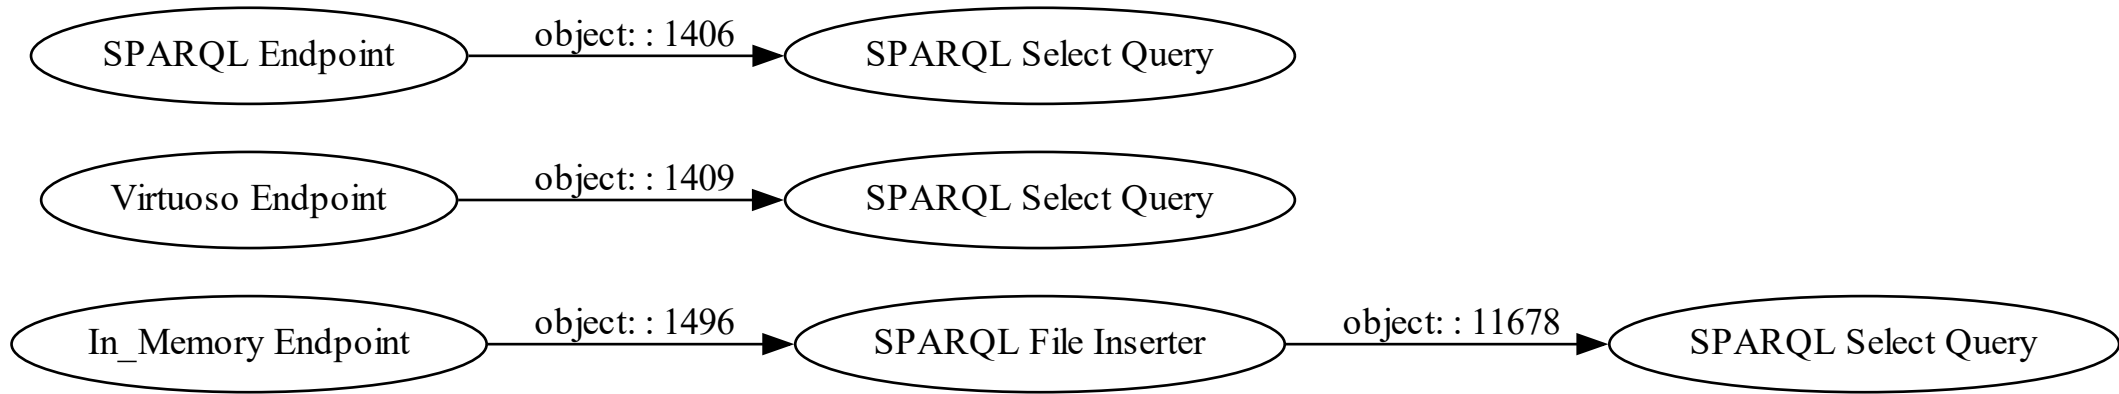 SPARQL Endpoint
object: : 1406
SPARQL Select Query
Virtuoso Endpoint
object: : 1409
SPARQL Select Query
In_Memory Endpoint
object: : 1496
SPARQL File Inserter
object: : 11678
SPARQL Select Query